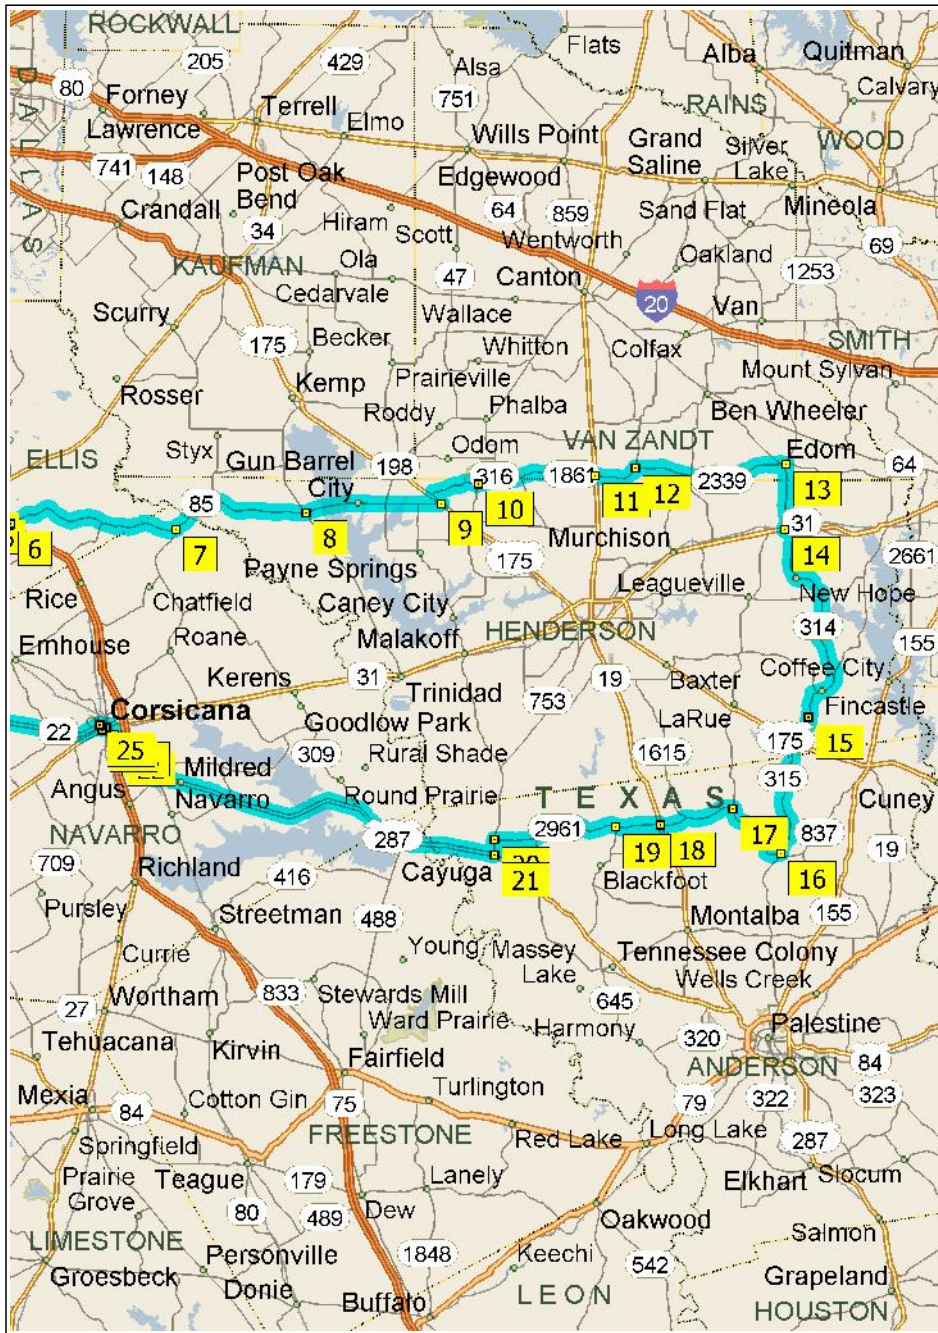 ROCKWALL
Flats
205
429
Alba
Quitman
Alsa
80
Forney
751
Calvary
DALLAS
Terrell
RAINS
Lawrence
Elmo
Wills Point
Grand
Saline
Silver
Lake
WOOD
741
148
Post Oak
Bend
Edgewood
Crandall
Hiram
64
859
Sand Flat
Mineola
34
Scott
Wentworth
69
KAUFMAN
Ola
47
Canton
Oakland
1253
Cedarvale
20
Van
Scurry
Wallace
SMITH
175
Becker
Whitton
Colfax
Mount Sylvan
Rosser
Kemp
Prairieville
Ben Wheeler
Roddy
Phalba
Styx
Odom
VAN ZANDT
Edom
ELLIS
Gun Barrel
City
198
316
1861
2339
64
85
11
12
13
6
7
8
9
10
31
14
Payne Springs
175
Murchison
2661
Rice
Chatfield
Leagueville
New Hope
Caney City
Emhouse
Roane
Malakoff
HENDERSON
314
155
Kerens
31
Trinidad
19
Baxter
Coffee City
Corsicana
753
22
Goodlow Park
LaRue
Fincastle
25
309
Rural Shade
1615
175
15
Mildred
315
Angus
Navarro
Round Prairie
TEXAS
Cuney
NAVARRO
287
2961
17
837
19
709
Richland
Cayuga
21
19
18
16
416
Blackfoot
Pursley
Streetman
488
Montalba
155
Currie
Young
Massey
Lake
Tennessee Colony
833
Wells Creek
Wortham
Stewards Mill
645
27
Ward Prairie
Harmony
Palestine
Tehuacana
Kirvin
320
Fairfield
ANDERSON
84
Mexia
Cotton Gin
Turlington
79
322
323
84
75
FREESTONE
Red Lake
Long Lake
287
Springfield
Prairie
Grove
Teague
179
Lanely
Elkhart
Slocum
80
489
Dew
Oakwood
Salmon
LIMESTONE
Personville
1848
Keechi
542
Groesbeck
Donie
LEON
Grapeland
Buffalo
HOUSTON